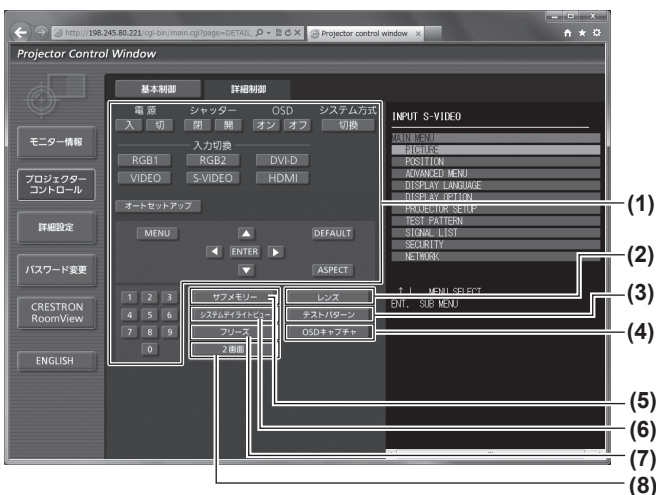 http://198.245.80.221/cgi-bin/main.cgi?page=DETAIL_
Projector control window
Projector Control Window
基本制御 詳細制御
電源 シャッター OSD システム方式
入 切 閉 開 オン オフ 切換
入力切換
RGB1 RGB2 DVI-D
VIDEO S-VIDEO HDMI
オートセットアップ
MENU DEFAULT
ENTER
ASPECT
1 2 3 サブメモリー レンズ
4 5 6 システムデイライトビュー テストパターン
7 8 9 フリーズ OSDキャプチャ
0 2画面
モニター情報
プロジェクター
コントロール
詳細設定
パスワード変更
CRESTRON
RoomView
ENGLISH
INPUT S-VIDEO
MAIN MENU
PICTURE
POSITION
ADVANCED MENU
DISPLAY LANGUAGE
DISPLAY OPTION
PROJECTOR SETUP
TEST PATTERN
SIGNAL LIST
SECURITY
NETWORK
MENU SELECT
ENT. SUB MENU
(1)
(2)
(3)
(4)
(5)
(6)
(7)
(8)